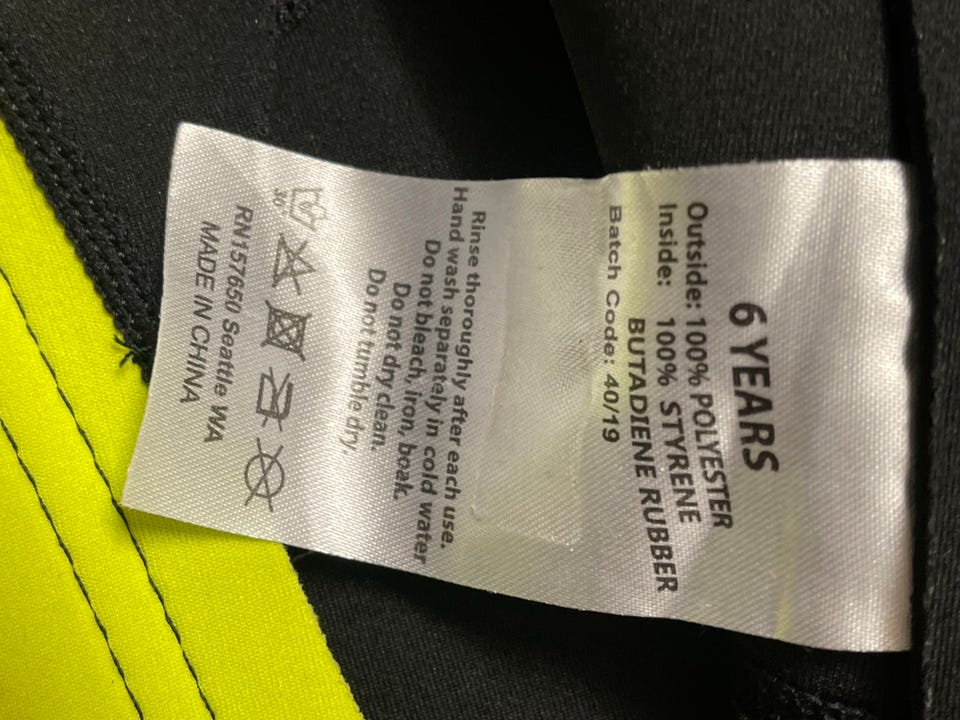 6 YEARS
Outside: 100% POLYESTER
Inside: 100% STYRENE
BUTADIENE RUBBER
Batch Code: 40/19
Rinse thoroughly after each use.
Hand wash separately in cold water
Do not bleach, iron, boak.
Do not dry clean.
Do not tumble dry.
30°
RN157650 Seattle WA
MADE IN CHINA